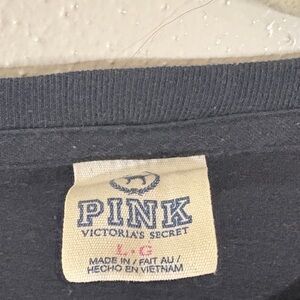 PINK
VICTORIA'S SECRET
L·G
MADE IN / FAIT AU /
HECHO EN VIETNAM